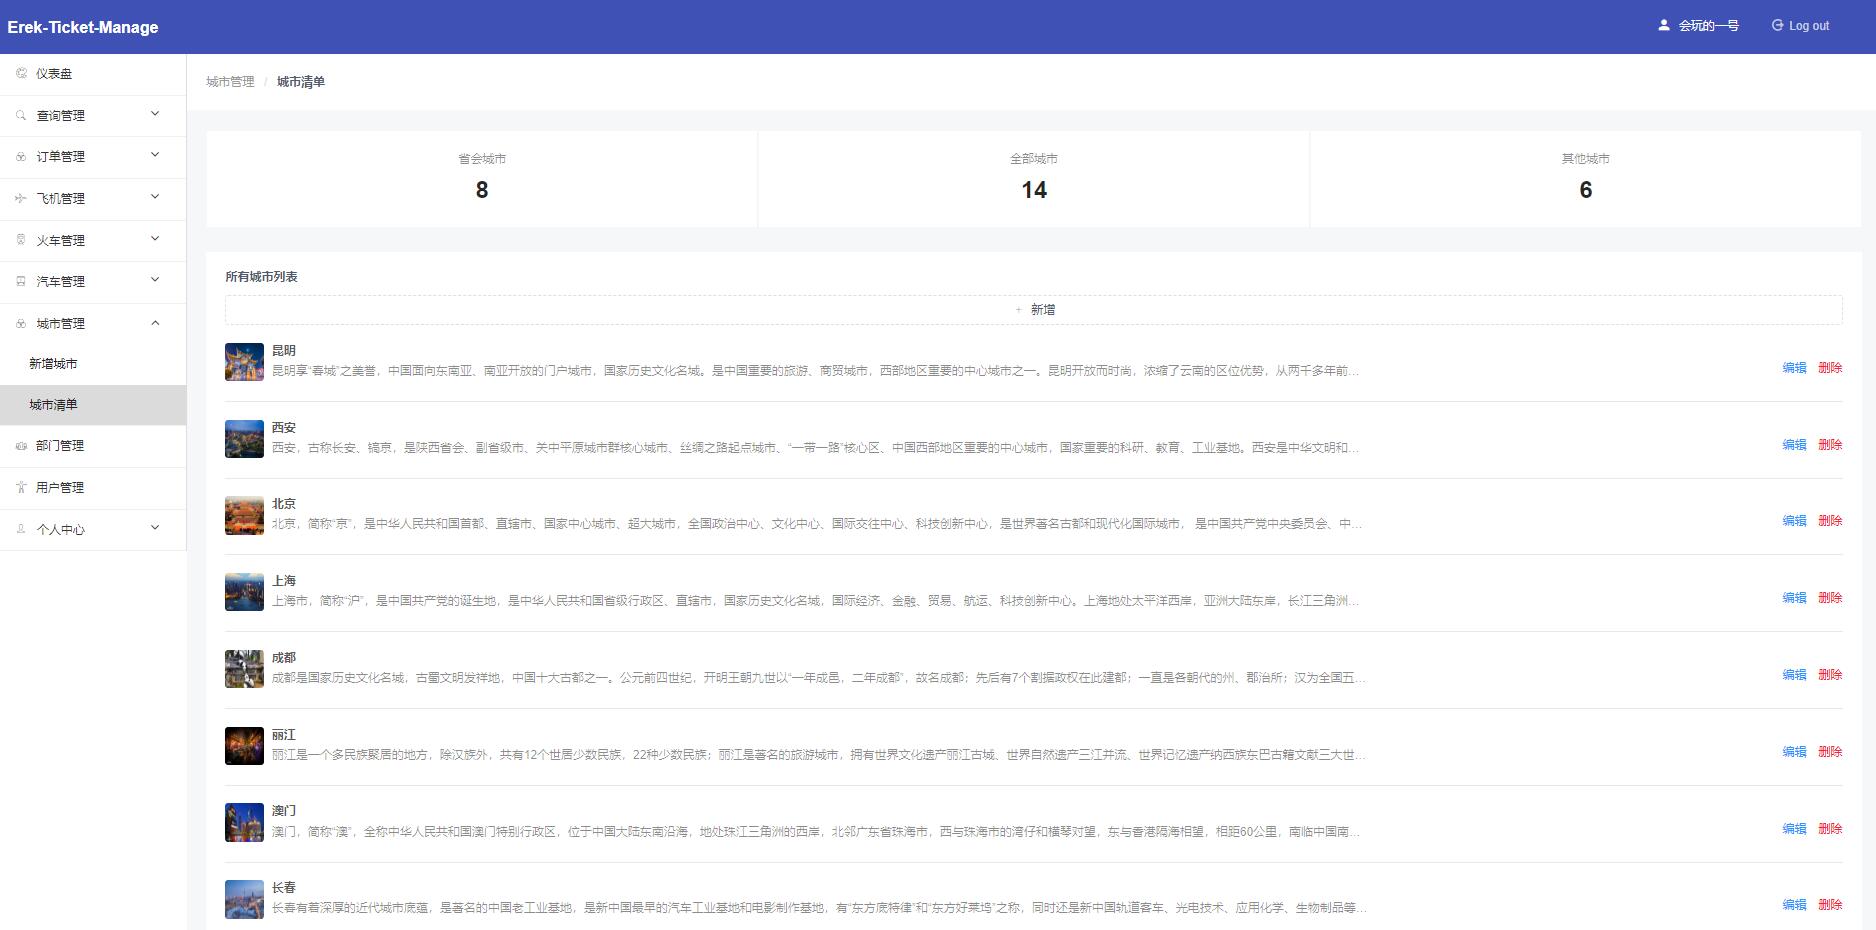 Erek-Ticket-Manage
会玩的一号
Log out
仪表盘
查询管理
订单管理
飞机管理
火车管理
汽车管理
城市管理
新增城市
城市清单
部门管理
用户管理
个人中心
城市管理 / 城市清单
省会城市
8
全部城市
14
其他城市
6
所有城市列表
+ 新增
昆明
昆明享“春城”之美誉，中国面向东南亚、南亚开放的门户城市，国家历史文化名城。是中国重要的旅游、商贸城市，西部地区重要的中心城市之一。昆明开放而时尚，浓缩了云南的区位优势，从两千多年前...
编辑 删除
西安
西安，古称长安、镐京，是陕西省会、副省级市、关中平原城市群核心城市、丝绸之路起点城市、“一带一路”核心区、中国西部地区重要的中心城市，国家重要的科研、教育、工业基地。西安是中华文明和...
编辑 删除
北京
北京，简称“京”，是中华人民共和国首都、直辖市、国家中心城市、超大城市，全国政治中心、文化中心、国际交往中心、科技创新中心，是世界著名古都和现代化国际城市， 是中国共产党中央委员会、中...
编辑 删除
上海
上海市，简称“沪”，是中国共产党的诞生地，是中华人民共和国省级行政区、直辖市，国家历史文化名城，国际经济、金融、贸易、航运、科技创新中心。上海地处太平洋西岸，亚洲大陆东岸，长江三角洲...
编辑 删除
成都
成都是国家历史文化名城，古蜀文明发祥地，中国十大古都之一。公元前四世纪，开明王朝九世以“一年成邑，二年成都”，故名成都；先后有7个割据政权在此建都；一直是各朝代的州、郡治所；汉为全国五...
编辑 删除
丽江
丽江是一个多民族聚居的地方，除汉族外，共有12个世居少数民族，22种少数民族；丽江是著名的旅游城市，拥有世界文化遗产丽江古城、世界自然遗产三江并流、世界记忆遗产纳西族东巴古籍文献三大世...
编辑 删除
澳门
澳门，简称“澳”，全称中华人民共和国澳门特别行政区，位于中国大陆东南沿海，地处珠江三角洲的西岸，北邻广东省珠海市，西与珠海市的湾仔和横琴对望，东与香港隔海相望，相距60公里，南临中国南...
编辑 删除
长春
长春有着深厚的近代城市底蕴，是著名的中国老工业基地，是新中国最早的汽车工业基地和电影制作基地，有“东方底特律”和“东方好莱坞”之称，同时还是新中国轨道客车、光电技术、应用化学、生物制品等...
编辑 删除